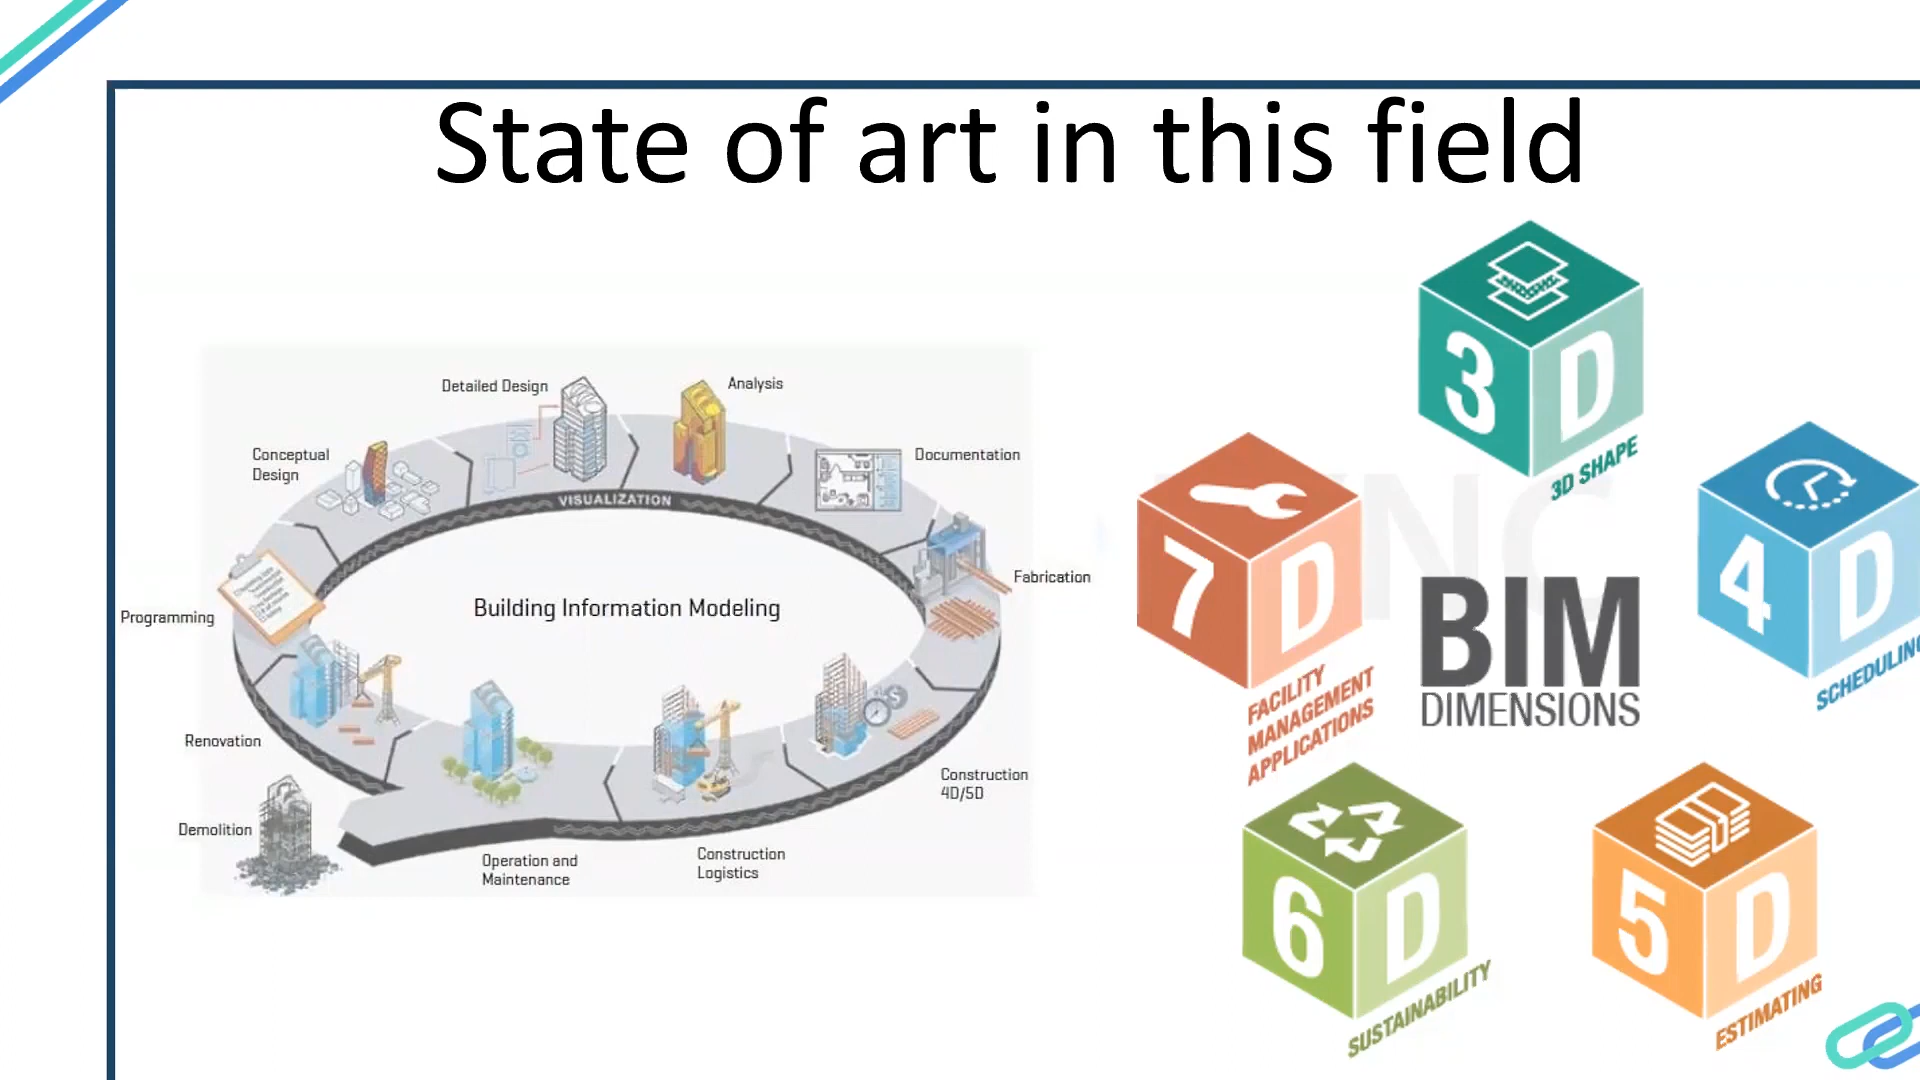 State of art in this field
Detailed Design
Analysis
Conceptual
Design
Documentation
VISUALIZATION
Fabrication
Building Information Modeling
Programming
Renovation
Construction
4D/5D
Demolition
Operation and
Maintenance
Construction
Logistics
3D
3D SHAPE
7D
FACILITY
MANAGEMENT
APPLICATIONS
4D
SCHEDULING
BIM
DIMENSIONS
6D
SUSTAINABILITY
5D
ESTIMATING